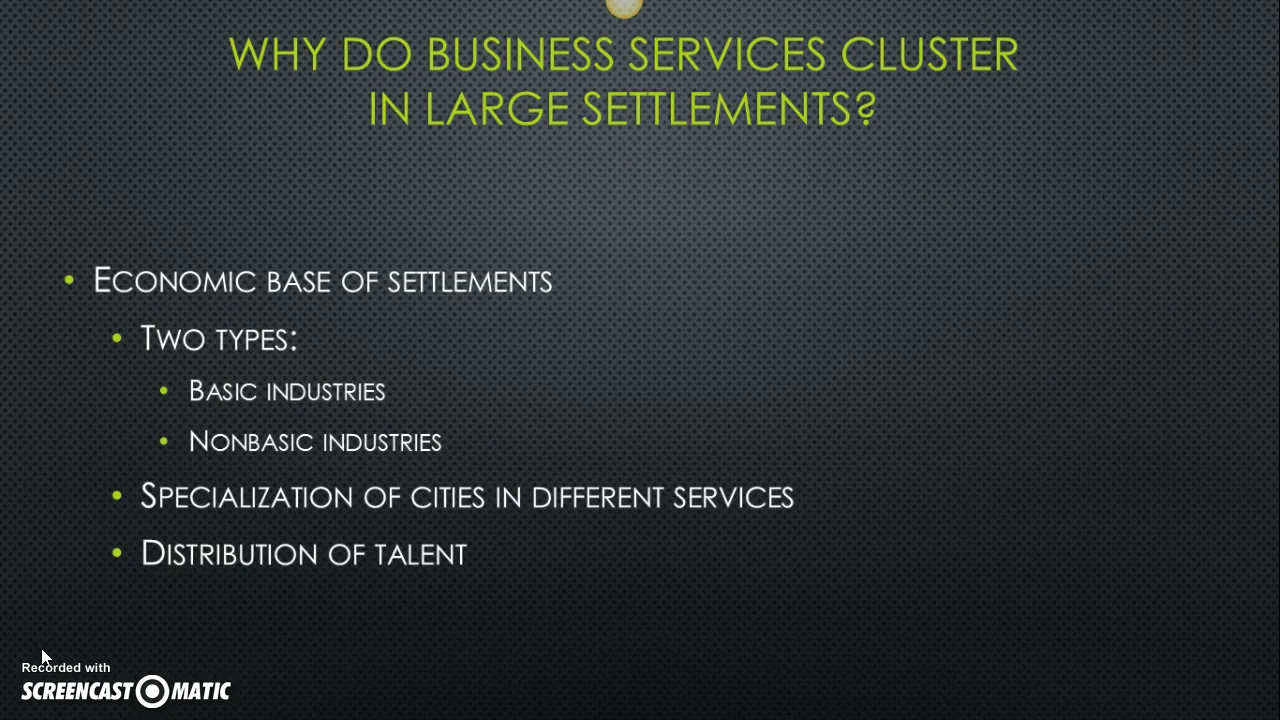 WHY DO BUSINESS SERVICES CLUSTER
IN LARGE SETTLEMENTS?
• ECONOMIC BASE OF SETTLEMENTS
• TWO TYPES:
• BASIC INDUSTRIES
• NONBASIC INDUSTRIES
• SPECIALIZATION OF CITIES IN DIFFERENT SERVICES
• DISTRIBUTION OF TALENT
Recorded with
SCREENCAST MATIC